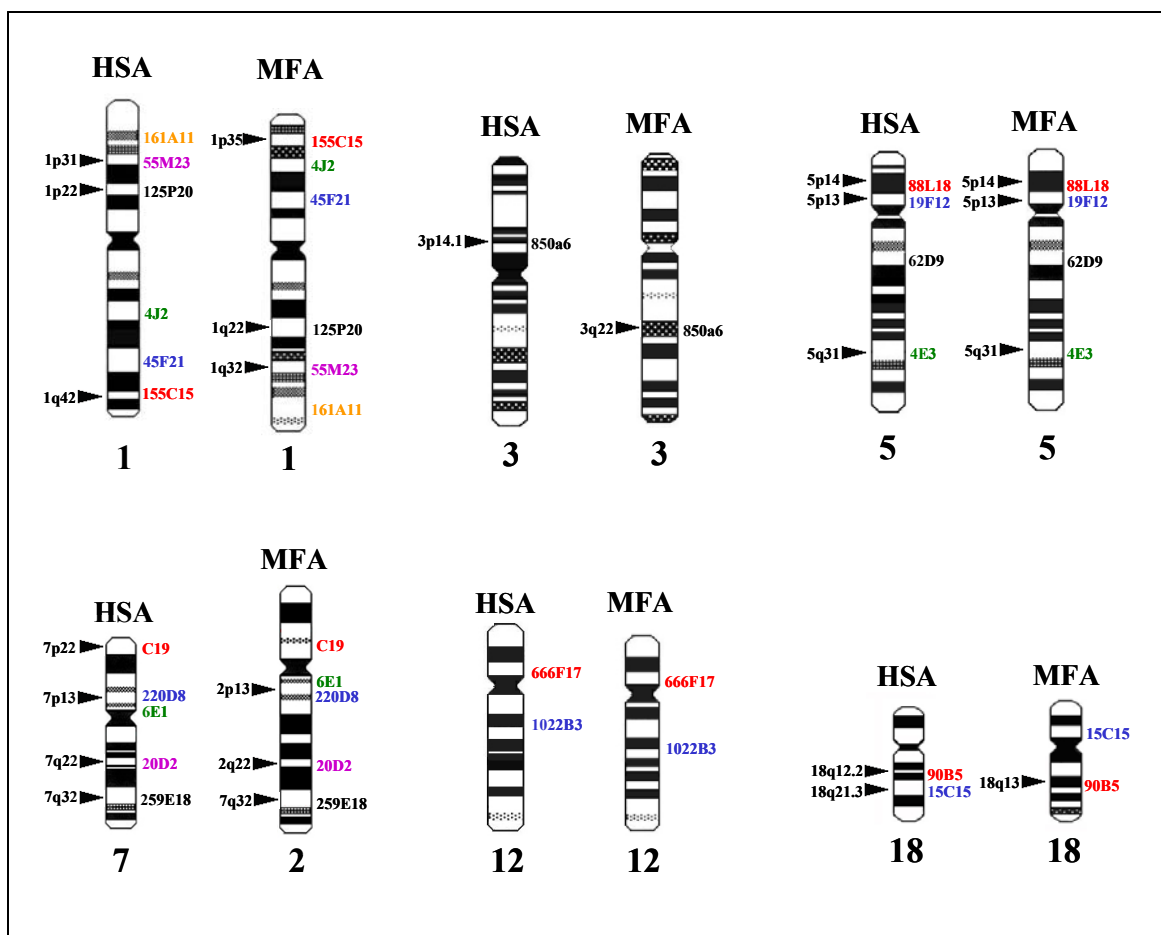 HSA
MFA
161A11
1p31
55M23
1p22
125P20
4J2
45F21
1q42
155C15
1
1p35
155C15
4J2
45F21
1q22
125P20
1q32
55M23
161A11
1
HSA
MFA
3p14.1
850a6
3
3q22
850a6
3
HSA
MFA
5p14
88L18
5p13
19F12
62D9
5q31
4E3
5
5p14
88L18
5p13
19F12
62D9
5q31
4E3
5
HSA
MFA
7p22
C19
7p13
220D8
6E1
7q22
20D2
7q32
259E18
7
C19
6E1
2p13
220D8
2q22
20D2
7q32
259E18
2
HSA
MFA
666F17
1022B3
12
666F17
1022B3
12
HSA
MFA
18q12.2
90B5
18q21.3
15C15
18
15C15
18q13
90B5
18